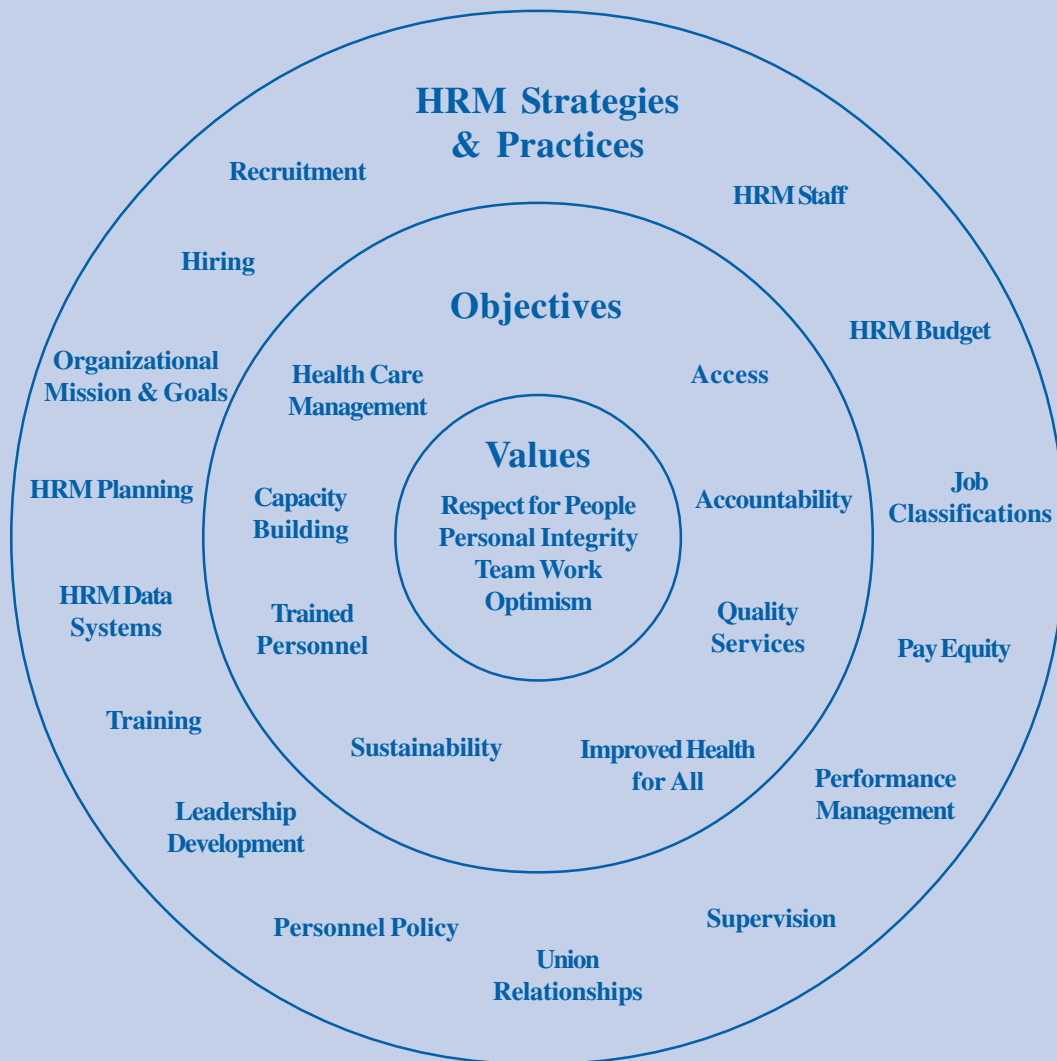 HRM Strategies
& Practices
Recruitment
HRM Staff
Hiring
Objectives
HRM Budget
Organizational
Mission & Goals
Health Care
Management
Access
Values
Respect for People
Personal Integrity
Team Work
Optimism
HRM Planning
Capacity
Building
Accountability
Job
Classifications
HRM Data
Systems
Trained
Personnel
Quality
Services
Pay Equity
Training
Sustainability
Improved Health
for All
Performance
Management
Leadership
Development
Personnel Policy
Union
Relationships
Supervision